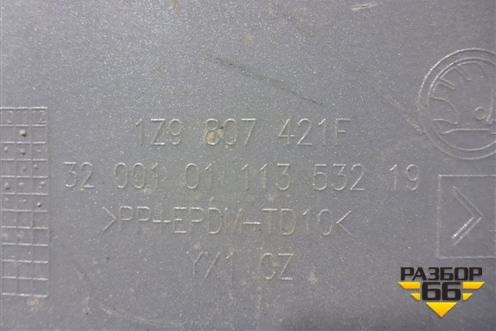 1Z9 807 421F
32 001 01 113 532 19
>PP+EPDM-TD10<
YX1 CZ
РАЗБОР
66